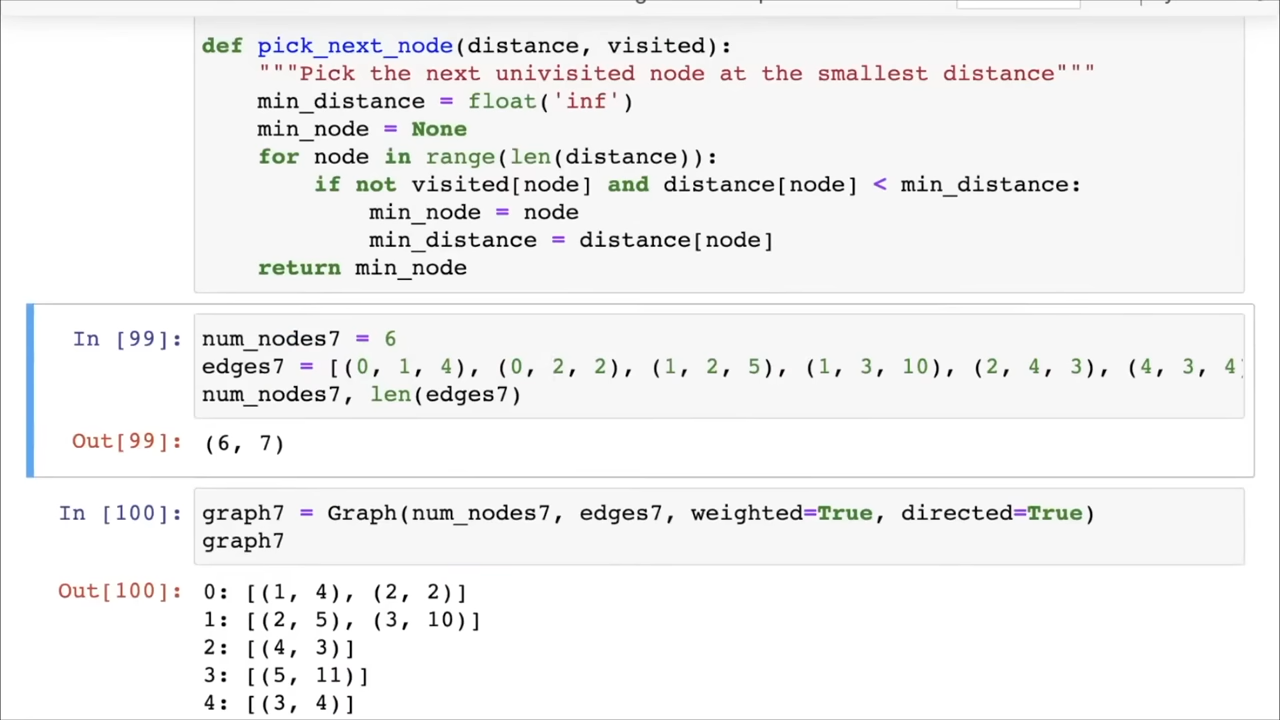 def pick_next_node(distance, visited):
"""Pick the next univisited node at the smallest distance"""
min_distance = float('inf')
min_node = None
for node in range(len(distance)):
if not visited[node] and distance[node] < min_distance:
min_node = node
min_distance = distance[node]
return min_node
In [99]: num_nodes7 = 6
edges7 = [(0, 1, 4), (0, 2, 2), (1, 2, 5), (1, 3, 10), (2, 4, 3), (4, 3, 4
num_nodes7, len(edges7)
Out[99]: (6, 7)
In [100]: graph7 = Graph(num_nodes7, edges7, weighted=True, directed=True)
graph7
Out[100]: 0: [(1, 4), (2, 2)]
1: [(2, 5), (3, 10)]
2: [(4, 3)]
3: [(5, 11)]
4: [(3, 4)]